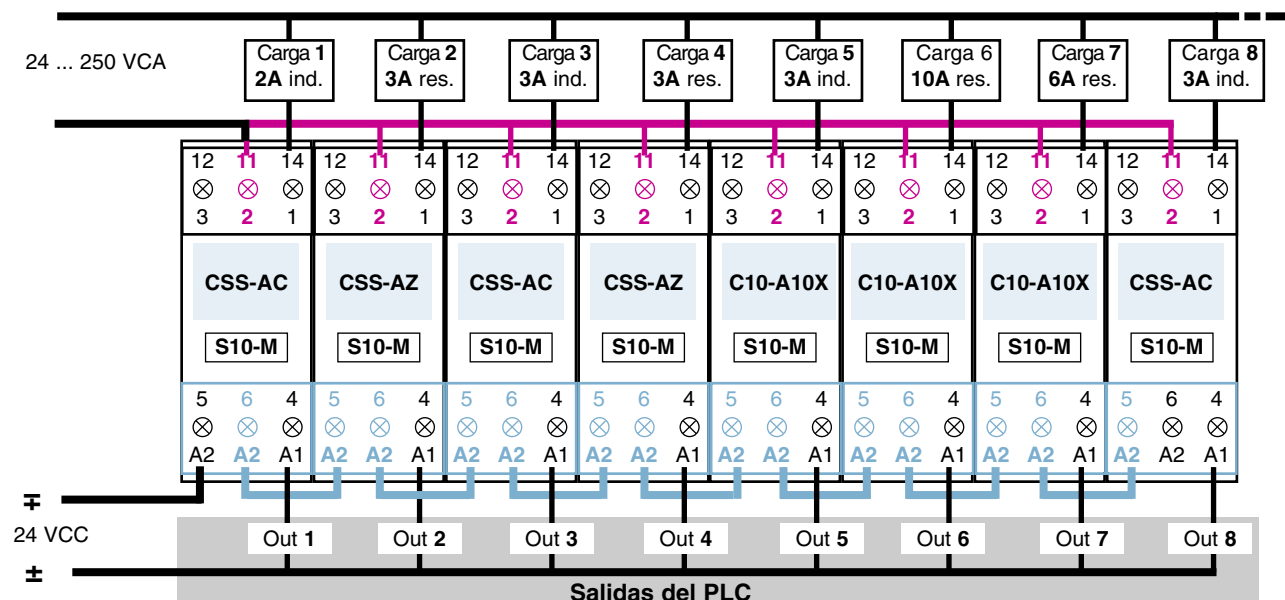 Carga 1 Carga 2 Carga 3 Carga 4 Carga 5 Carga 6 Carga 7 Carga 8
24 ... 250 VCA
2A ind. 3A res. 3A ind. 3A res. 3A ind. 10A res. 6A res. 3A ind.
12 11 14 12 11 14 12 11 14 12 11 14 12 11 14 12 11 14 12 11 14 12 11 14
3 2 1 3 2 1 3 2 1 3 2 1 3 2 1 3 2 1 3 2 1 3 2 1
CSS-AC CSS-AZ CSS-AC CSS-AZ C10-A10X C10-A10X C10-A10X CSS-AC
S10-M S10-M S10-M S10-M S10-M S10-M S10-M S10-M
5 6 4 5 6 4 5 6 4 5 6 4 5 6 4 5 6 4 5 6 4 5 6 4
A2 A2 A1 A2 A2 A1 A2 A2 A1 A2 A2 A1 A2 A2 A1 A2 A2 A1 A2 A2 A1 A2 A2 A1
∓
24 VCC
Out 1 Out 2 Out 3 Out 4 Out 5 Out 6 Out 7 Out 8
±
Salidas del PLC